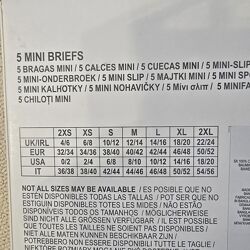 5 MINI BRIEFS
5 BRAGAS MINI / 5 CALCES MINI / 5 CUECAS MINI / 5 MINI-SLIP
5 MINI-ONDERBROEK / 5 MINI SLIP / 5 MAJTKI MINI / 5 MINI SPO
5 MINI KALHOTKY / 5 MINI NOHAVIČKY / 5 Μίνι σλιπ / 5 MINIFA
5 CHILOȚI MINI
2XS XS S M L XL 2XL
UK/IRL 4/6 6/8 10/12 12/14 14/16 18/20 22/24
EUR 32/34 34/36 38/40 40/42 42/44 46/48 50/52
USA 0/2 2/4 6/8 8/10 10/12 14/16 18/20
IT 36/38 38/40 42/44 44/46 46/48 50/52 54/56
NOT ALL SIZES MAY BE AVAILABLE / ES POSIBLE QUE NO
ESTÉN DISPONIBLES TODAS LAS TALLAS / POT SER QUE NO
ESTIGUIN DISPONIBLES TOTES LES MIDES / NÃO ESTÃO
DISPONÍVEIS TODOS OS TAMANHOS / MÖGLICHERWEISE
SIND NICHT ALLE GRÖSSEN VERFÜGBAR / IL SE PEUT
QUE TOUTES LES TAILLES NE SOIENT PAS DISPONIBLES /
NIET ALLE MATEN KUNNEN BESCHIKBAAR ZIJN / E
POTREBBERO NON ESSERE DISPONIBILI TUTTE LE TAGLIE /